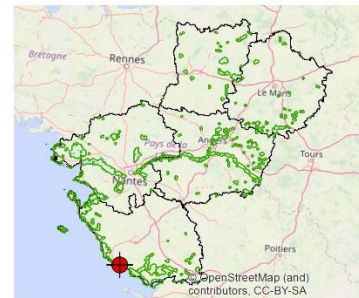 Bretagne
Rennes
Le Mans
Pays de la
Angers
Tours
Nantes
Poitiers
© OpenStreetMap (and)
contributors, CC-BY-SA